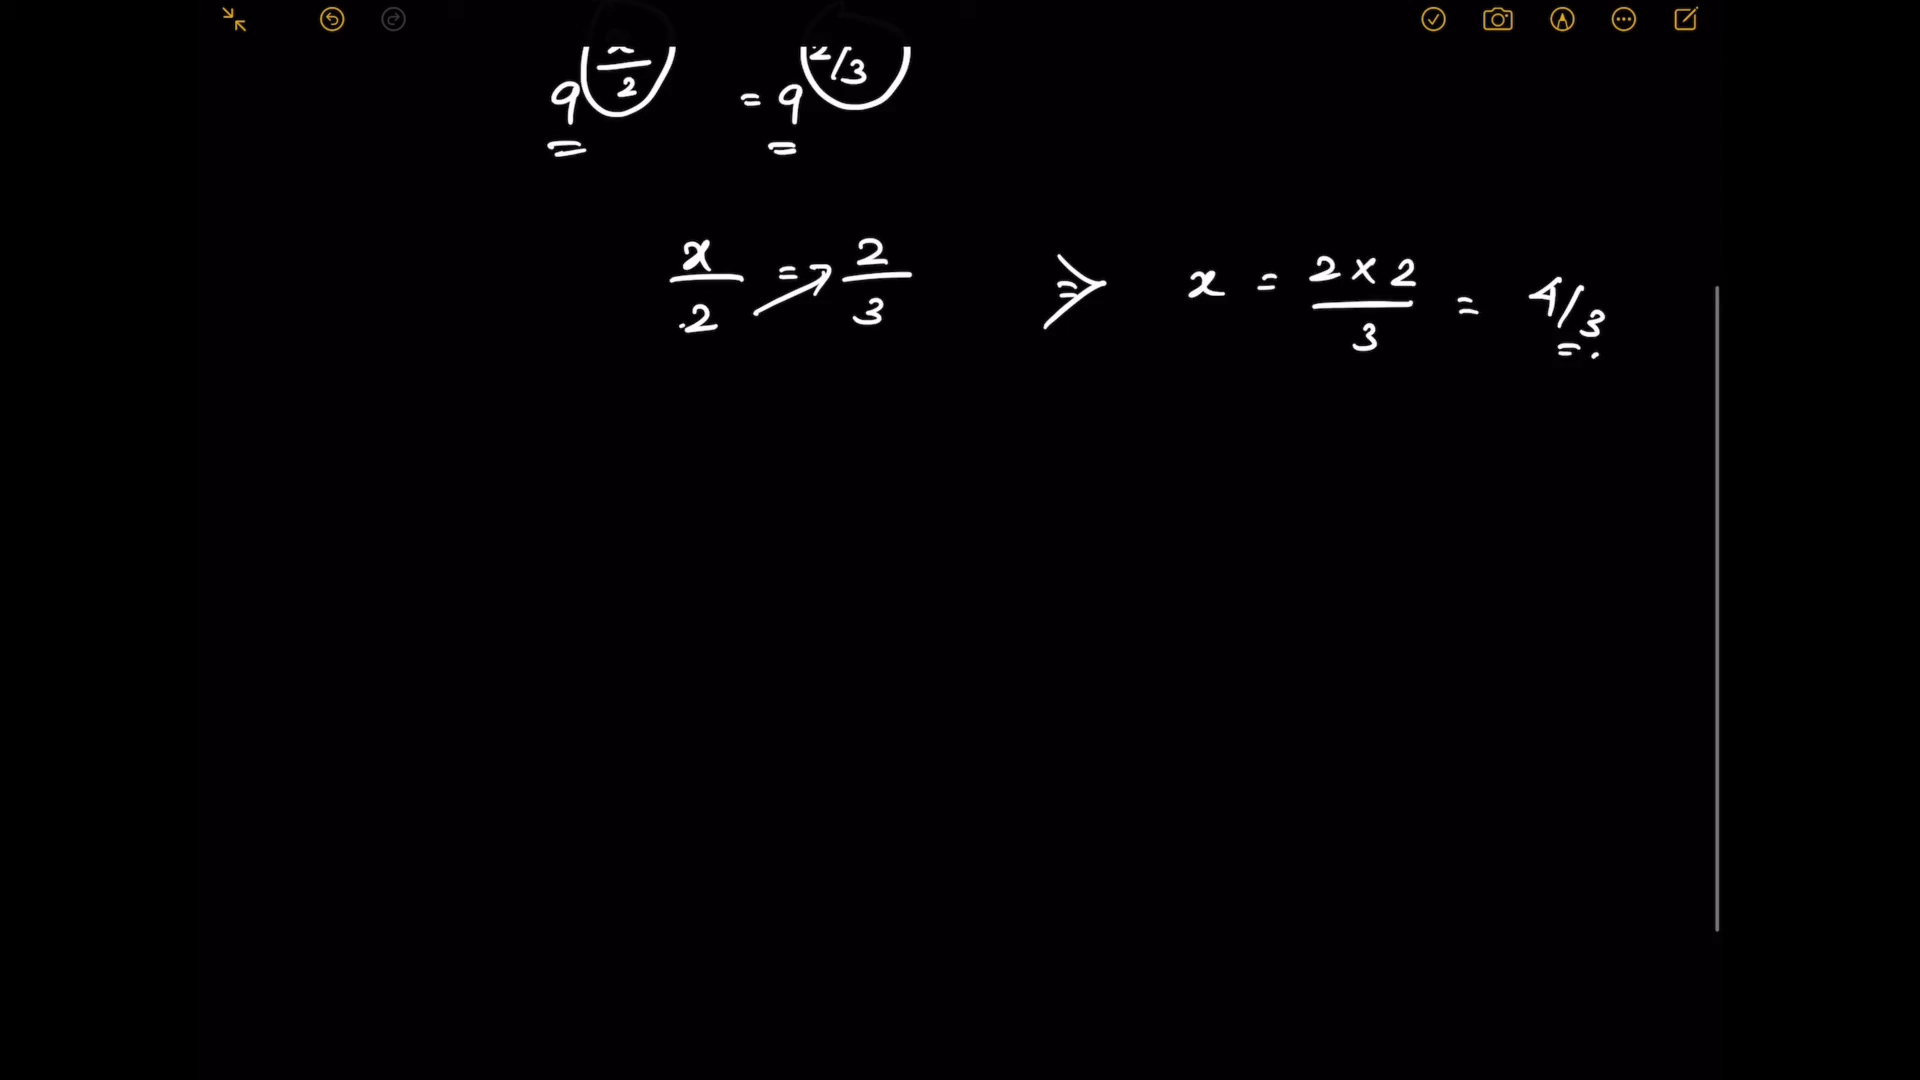 9^(x/2) = 9^(2/3)
x/2 = 2/3 ⇒ x = (2 × 2)/3 = 4/3